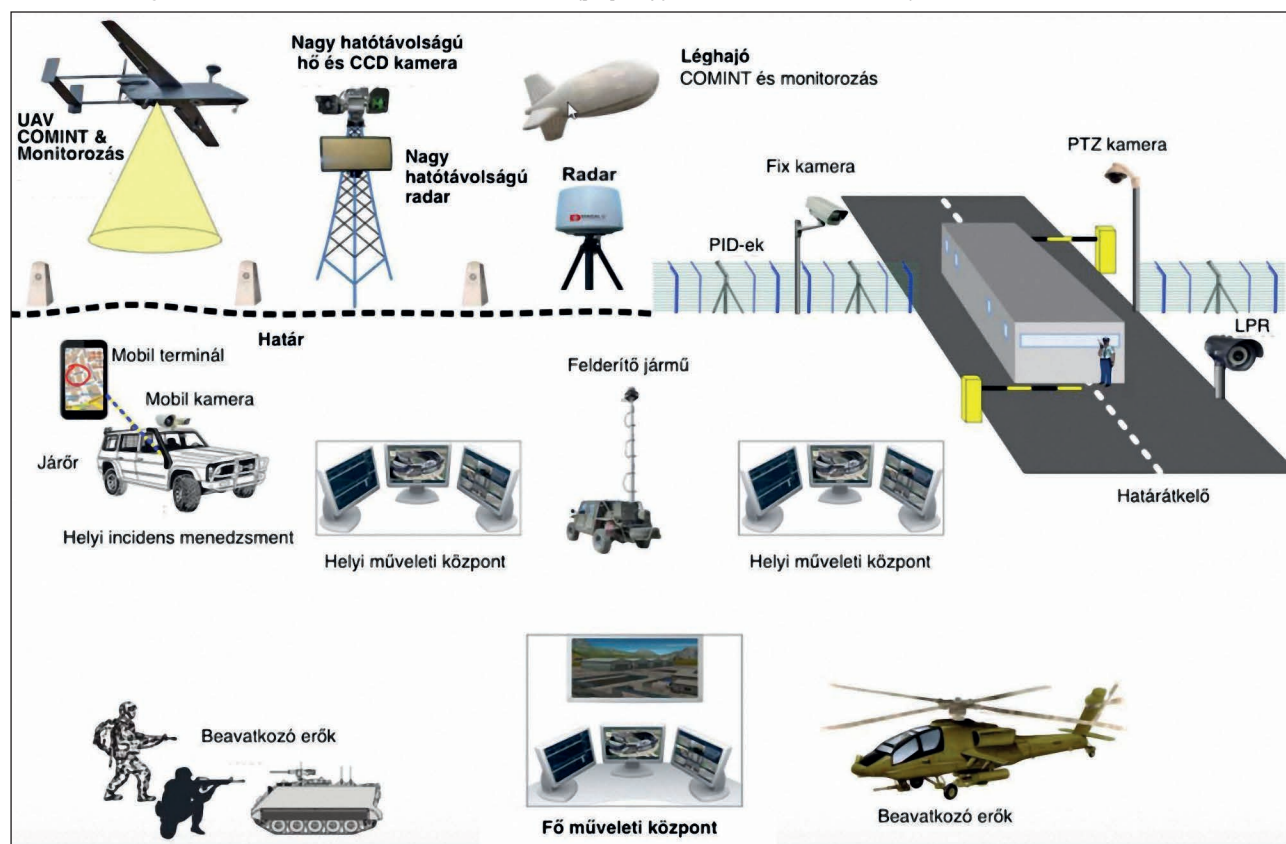 Nagy hatótávolságú
hő és CCD kamera
Léghajó
COMINT és monitorozás
UAV
COMINT &
Monitorozás
Nagy
hatótávolságú
radar
Radar
Fix kamera
PTZ kamera
PID-ek
LPR
Határ
Mobil terminál
Mobil kamera
Járőr
Helyi incidens menedzsment
Felderítő jármű
Helyi műveleti központ
Helyi műveleti központ
Határátkelő
Beavatkozó erők
Fő műveleti központ
Beavatkozó erők